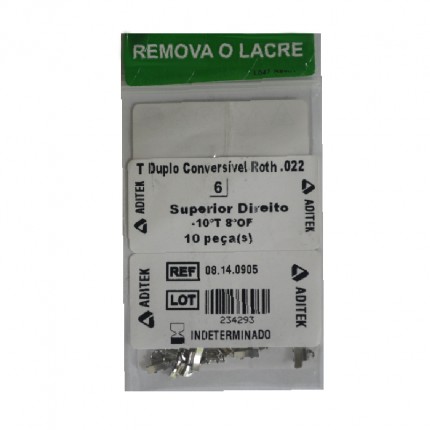 REMOVA O LACRE
T Duplo Conversível Roth .022
6
Superior Direito
-10°T 8°OF
10 peça(s)
ADITEK
ADITEK
REF 08.14.0905
LOT
234293
INDETERMINADO
ADITEK
ADITEK